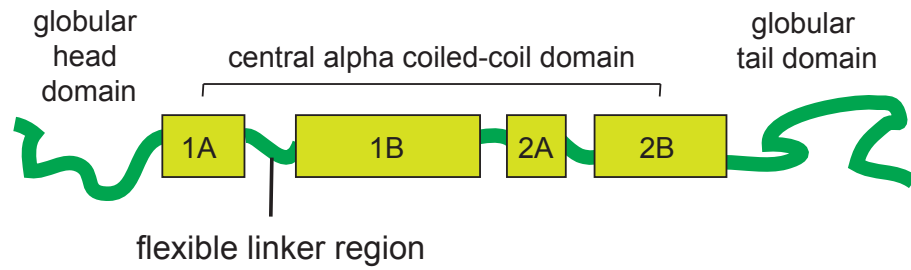 globular
head
domain
central alpha coiled-coil domain
globular
tail domain
1A
1B
2A
2B
flexible linker region